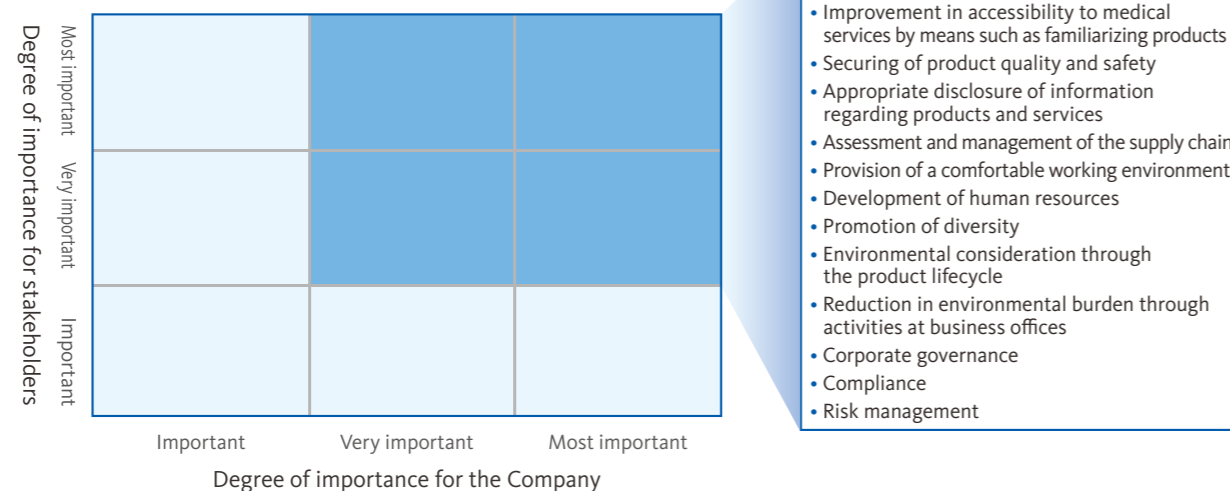 Degree of importance for stakeholders
Most important
Very important
Important
Important
Very important
Most important
Degree of importance for the Company
• Improvement in accessibility to medical
services by means such as familiarizing products
• Securing of product quality and safety
• Appropriate disclosure of information
regarding products and services
• Assessment and management of the supply chain
• Provision of a comfortable working environment
• Development of human resources
• Promotion of diversity
• Environmental consideration through
the product lifecycle
• Reduction in environmental burden through
activities at business offices
• Corporate governance
• Compliance
• Risk management